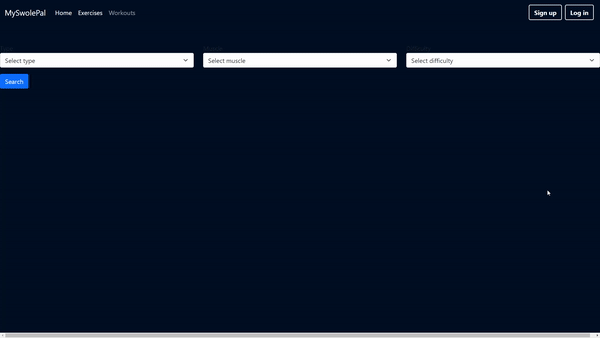 MySwolePal Home Exercises Workouts Sign up Log in
Select type Select muscle Select difficulty
Search